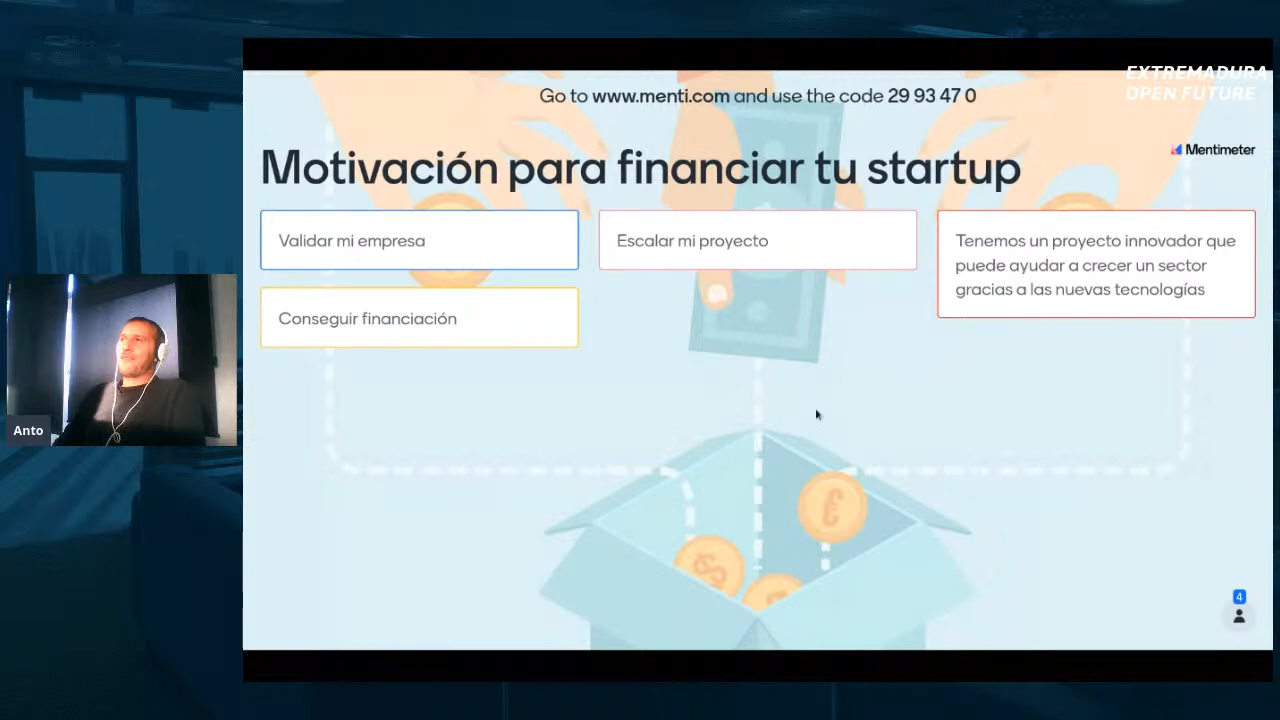 EXTREMADURA
OPEN FUTURE
Go to www.menti.com and use the code 29 93 47 0
Mentimeter
Motivación para financiar tu startup
Validar mi empresa
Escalar mi proyecto
Tenemos un proyecto innovador que
puede ayudar a crecer un sector
gracias a las nuevas tecnologías
Conseguir financiación
Anto
4